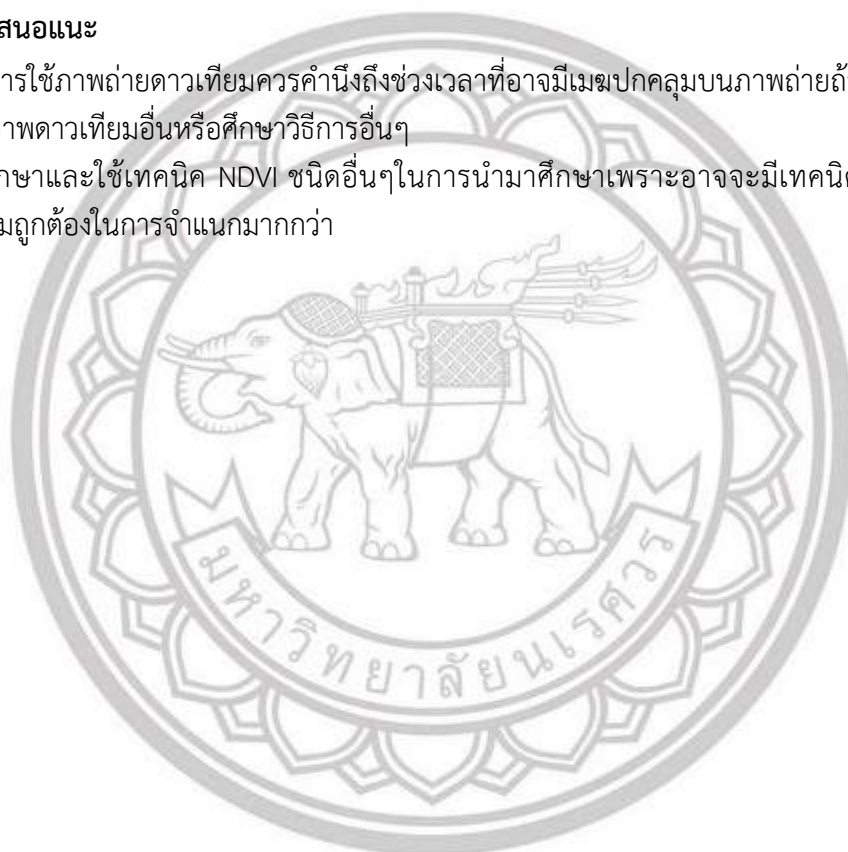 สนอแนะ
ารใช้ภาพถ่ายดาวเทียมควรคำนึงถึงช่วงเวลาที่อาจมีเมฆปกคลุมบนภาพถ่ายถ้
าพดาวเทียมอื่นหรือศึกษาวิธีการอื่นๆ
กษาและใช้เทคนิค NDVI ชนิดอื่นๆในการนำมาศึกษาเพราะอาจจะมีเทคนิค
มถูกต้องในการจำแนกมากกว่า
มหาวิทยาลัยนเรศวร